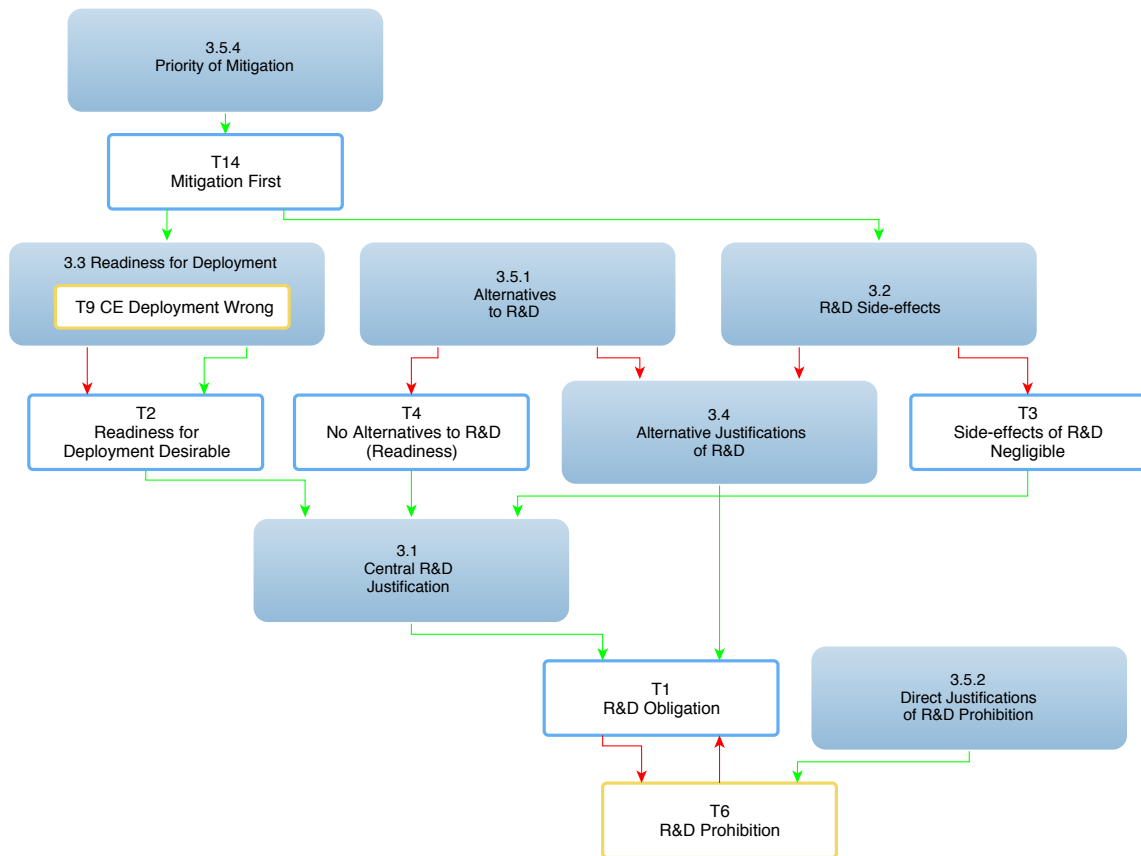 3.5.4
Priority of Mitigation
T14
Mitigation First
3.3 Readiness for Deployment
T9 CE Deployment Wrong
3.5.1
Alternatives
to R&D
3.2
R&D Side-effects
T2
Readiness for
Deployment Desirable
T4
No Alternatives to R&D
(Readiness)
3.4
Alternative Justifications
of R&D
T3
Side-effects of R&D
Negligible
3.1
Central R&D
Justification
T1
R&D Obligation
3.5.2
Direct Justifications
of R&D Prohibition
T6
R&D Prohibition